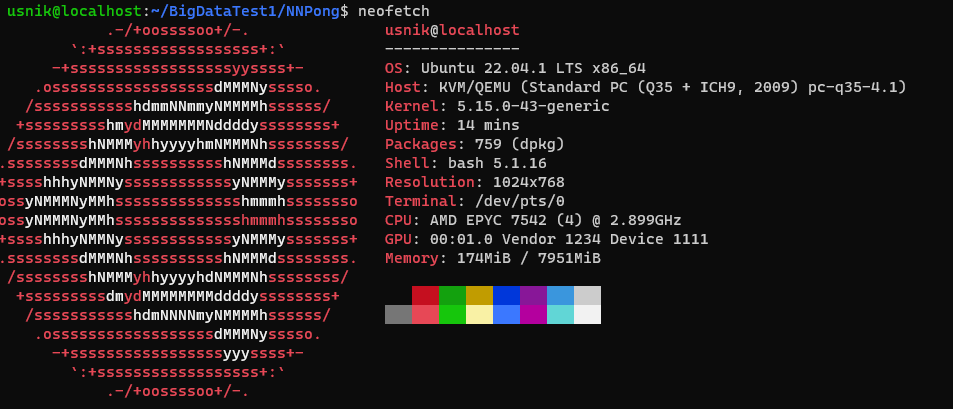 usnik@localhost:~/BigDataTest1/NNPong$ neofetch
            .-/+oossssoo+/-.               usnik@localhost
        `:+ssssssssssssssssss+:`           ---------------
      -+ssssssssssssssssssyyssss+-         OS: Ubuntu 22.04.1 LTS x86_64
    .ossssssssssssssssssdMMMNysssso.       Host: KVM/QEMU (Standard PC (Q35 + ICH9, 2009) pc-q35-4.1)
   /ssssssssssshdmmNNmmyNMMMMhssssss/      Kernel: 5.15.0-43-generic
  +ssssssssshmydMMMMMMMNddddyssssssss+     Uptime: 14 mins
 /sssssssshNMMMyhhyyyyhmNMMMNhssssssss/    Packages: 759 (dpkg)
.ssssssssdMMMNhsssssssssshNMMMdssssssss.   Shell: bash 5.1.16
+sssshhhyNMMNyssssssssssssyNMMMysssssss+   Resolution: 1024x768
ossyNMMMNyMMhsssssssssssssshmmmhssssssso   Terminal: /dev/pts/0
ossyNMMMNyMMhsssssssssssssshmmmhssssssso   CPU: AMD EPYC 7542 (4) @ 2.899GHz
+sssshhhyNMMNyssssssssssssyNMMMysssssss+   GPU: 00:01.0 Vendor 1234 Device 1111
.ssssssssdMMMNhsssssssssshNMMMdssssssss.   Memory: 174MiB / 7951MiB
 /sssssssshNMMMyhhyyyyhdNMMMNhssssssss/
  +sssssssssdmydMMMMMMMMddddyssssssss+
   /ssssssssssshdmNNNNmyNMMMMhssssss/
    .ossssssssssssssssssdMMMNysssso.
      -+sssssssssssssssssyyyssss+-
        `:+ssssssssssssssssss+:`
            .-/+oossssoo+/-.